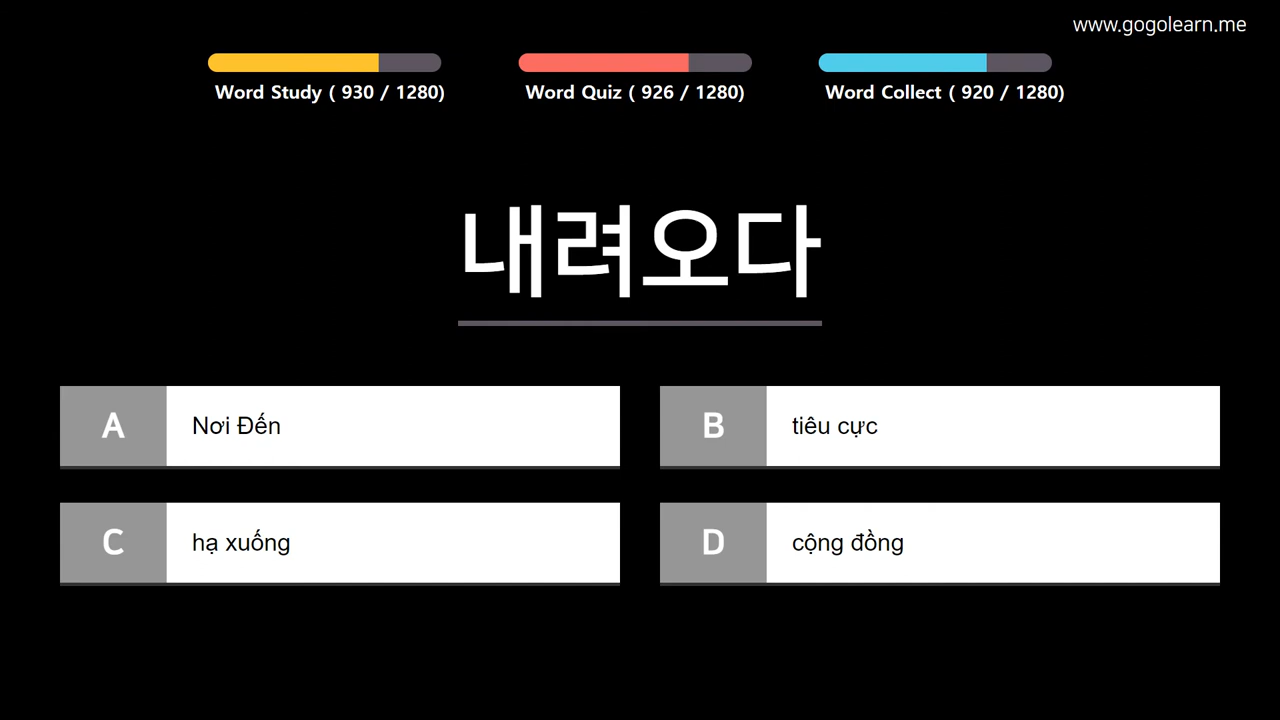 www.gogolearn.me
Word Study ( 930 / 1280)
Word Quiz ( 926 / 1280)
Word Collect ( 920 / 1280)
내려오다
A Nơi Đến
B tiêu cực
C hạ xuống
D cộng đồng